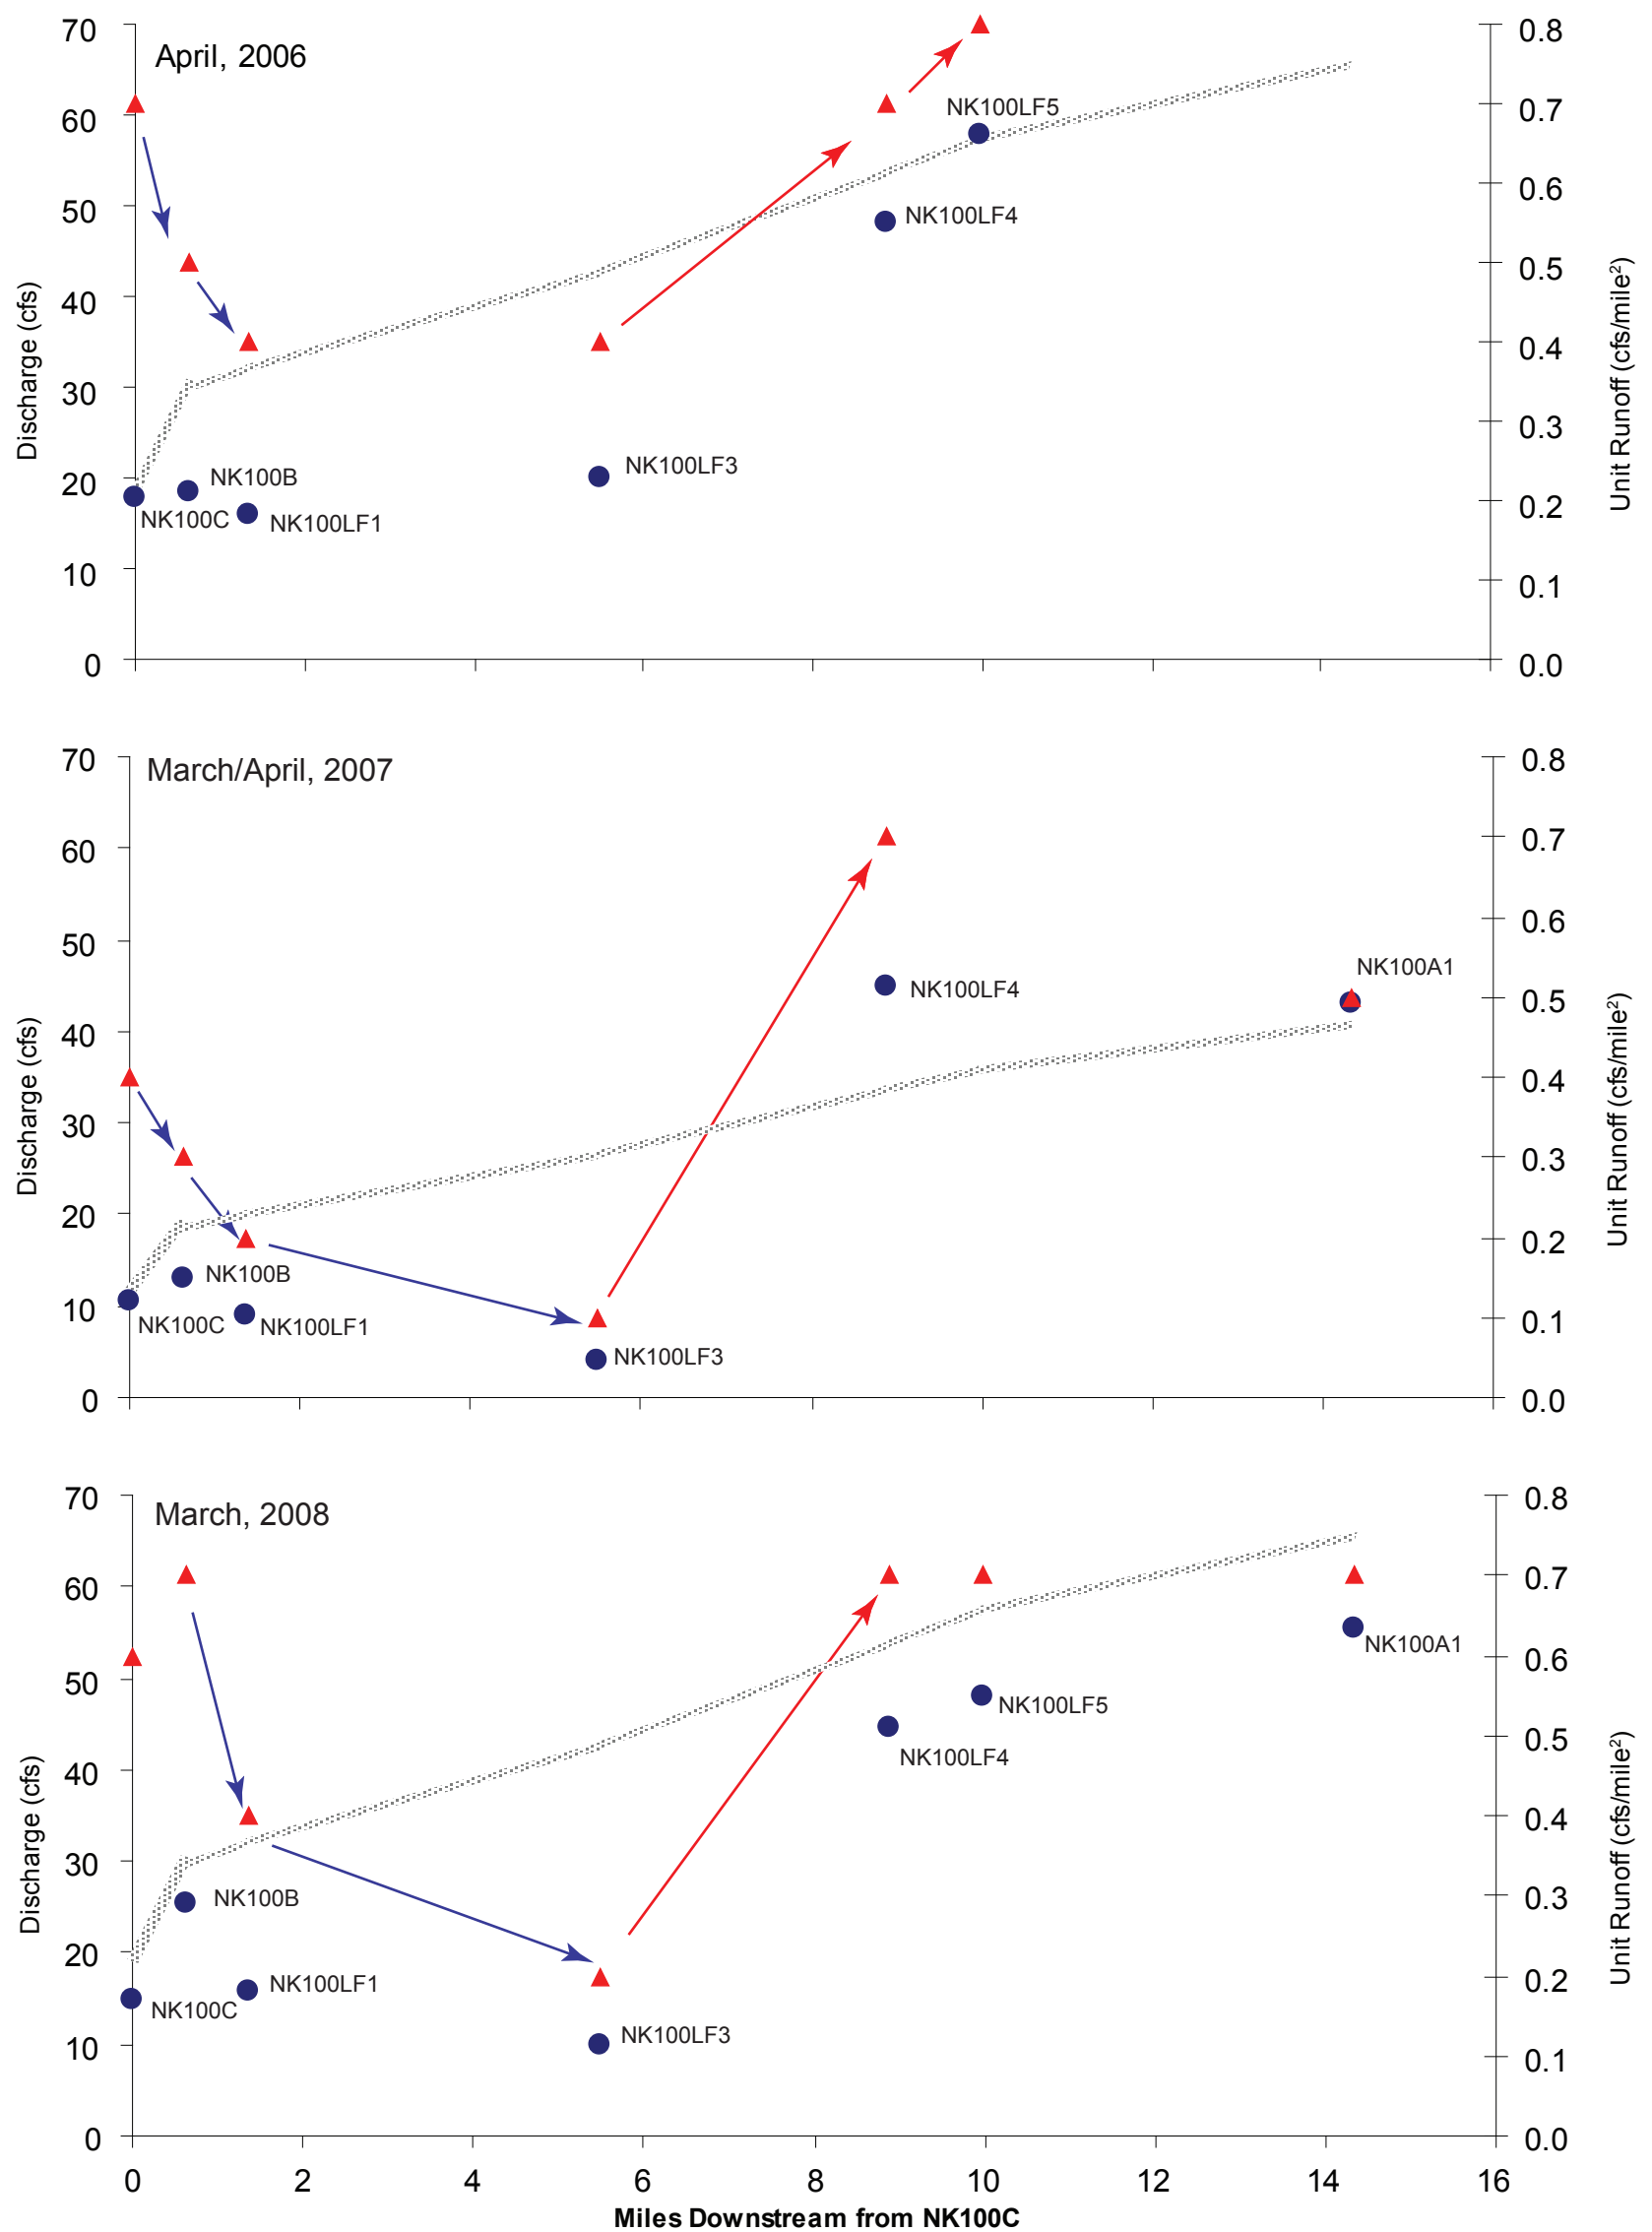 70
0.8
April, 2006
60
NK100LF5
0.7
50
NK100LF4
0.6
40
0.5
30
0.4
20
NK100B
NK100LF3
0.3
NK100C
NK100LF1
0.2
10
0.1
0
0.0
Discharge (cfs)
Unit Runoff (cfs/mile²)
70
0.8
March/April, 2007
60
0.7
50
NK100LF4
NK100A1
0.6
40
0.5
30
0.4
20
0.3
NK100B
0.2
10
NK100C
NK100LF1
NK100LF3
0.1
0
0.0
Discharge (cfs)
Unit Runoff (cfs/mile²)
70
0.8
March, 2008
60
0.7
NK100A1
50
NK100LF5
0.6
NK100LF4
40
0.5
30
0.4
NK100B
0.3
20
NK100LF1
NK100C
0.2
10
NK100LF3
0.1
0
0.0
Discharge (cfs)
Unit Runoff (cfs/mile²)
0 2 4 6 8 10 12 14 16
Miles Downstream from NK100C